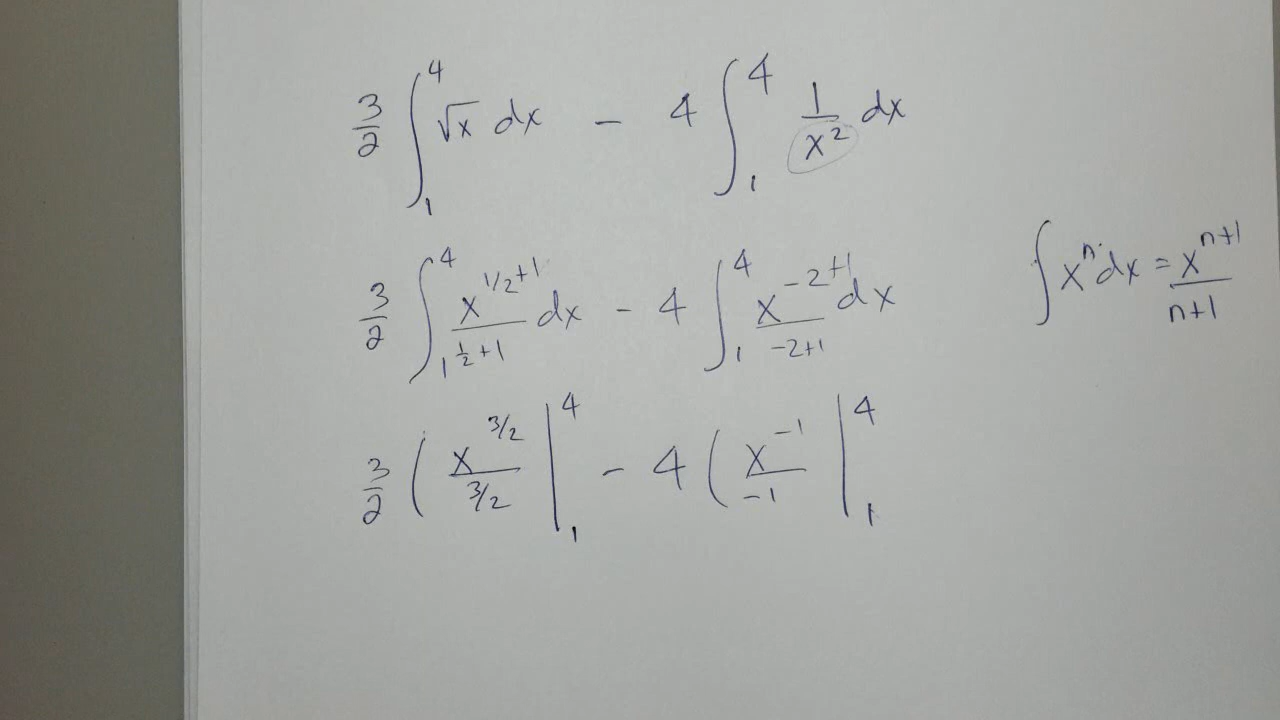 3/2 ∫₁⁴ √x dx - 4 ∫₁⁴ 1/x² dx
3/2 ∫₁⁴ x^(1/2+1)/(1/2+1) dx - 4 ∫₁⁴ x^(-2+1)/(-2+1) dx
∫ xⁿ dx = x^(n+1)/(n+1)
3/2 ( x^(3/2)/(3/2) |₁⁴ - 4 ( x^(-1)/(-1) |₁⁴